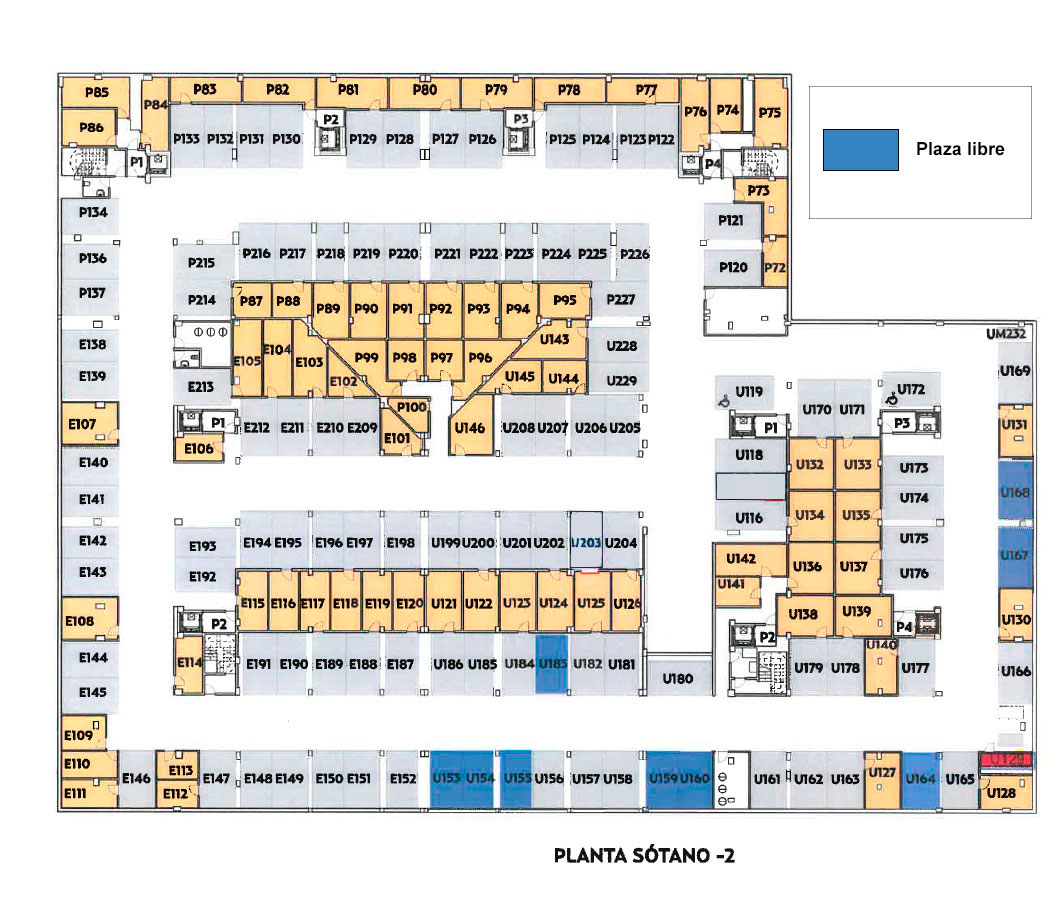 P85
P83 P82 P81 P80 P79 P78 P77
P84
P86
P76 P74 P75
P133 P132 P131 P130 P2 P129 P128 P127 P126 P3 P125 P124 P123 P122
P1
P4
Plaza libre
P73
P134
P121
P136
P215
P216 P217 P218 P219 P220 P221 P222 P223 P224 P225 P226
P120
P72
P137
P214
P87 P88 P89 P90 P91 P92 P93 P94 P95
P227
UM232
E138
E105 E104 E103
P99 P98 P97 P96
U143
U228
E139
E213
E102
U145 U144
U229
U169
U119
U172
E107
P1
E212 E211 E210 E209
P100
E101
U146
U208 U207 U206 U205
P1
U170 U171
P3
U131
E106
E140
U118
U132 U133
U173
E141
U174
U168
E142
E193
E194 E195 E196 E197 E198 U199 U200 U201 U202 U203 U204
U116
U134 U135
U175
E143
E192
U142
U136 U137
U176
U167
E115 E116 E117 E118 E119 E120 U121 U122 U123 U124 U125 U126
U141
E108
P2
U138 U139
P4
U130
P2
E144
E114
E191 E190 E189 E188 E187 U186 U185 U184 U183 U182 U181
U180
U179 U178
U140
U177
U166
E145
E109
E110
E111
E146
E113
E112
E147 E148 E149 E150 E151 E152 U153 U154 U155 U156 U157 U158 U159 U160 U161 U162 U163
U127
U164 U165
U129
U128
PLANTA SÓTANO -2